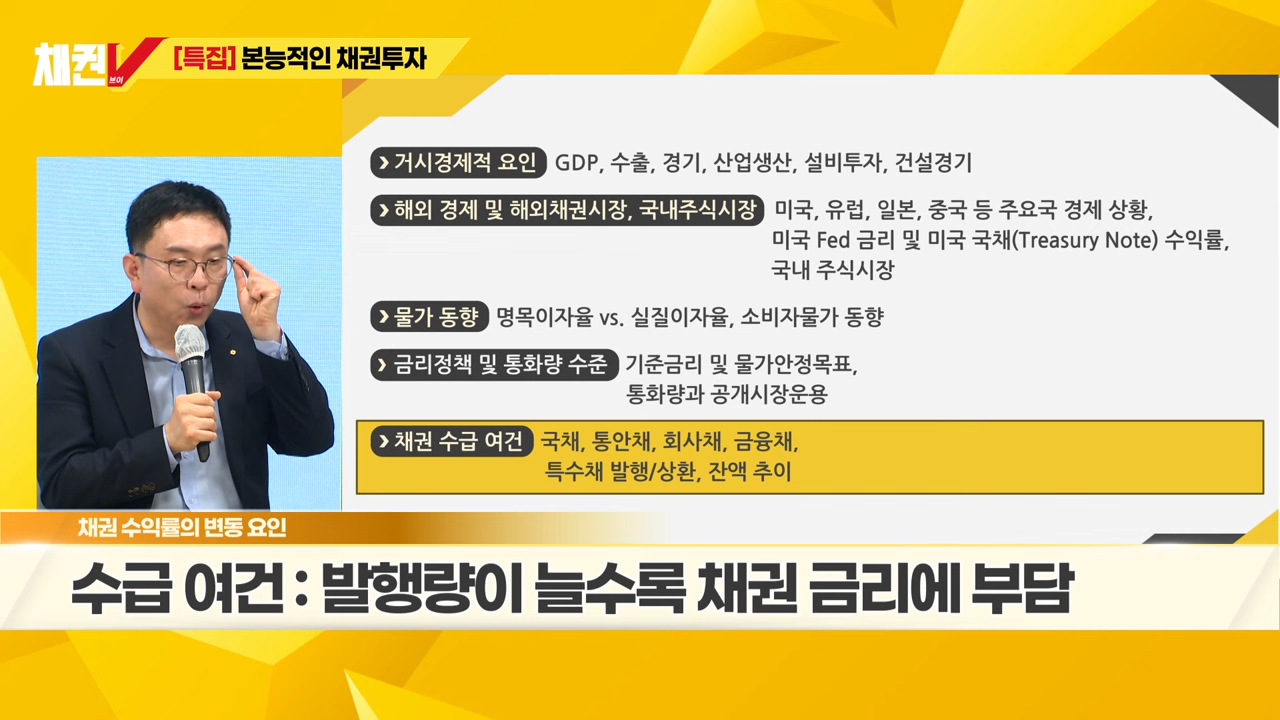 채권V
브이
[특집] 본능적인 채권투자
› 거시경제적 요인 GDP, 수출, 경기, 산업생산, 설비투자, 건설경기
› 해외 경제 및 해외채권시장, 국내주식시장 미국, 유럽, 일본, 중국 등 주요국 경제 상황,
미국 Fed 금리 및 미국 국채(Treasury Note) 수익률,
국내 주식시장
› 물가 동향 명목이자율 vs. 실질이자율, 소비자물가 동향
› 금리정책 및 통화량 수준 기준금리 및 물가안정목표,
통화량과 공개시장운용
› 채권 수급 여건 국채, 통안채, 회사채, 금융채,
특수채 발행/상환, 잔액 추이
채권 수익률의 변동 요인
수급 여건 : 발행량이 늘수록 채권 금리에 부담